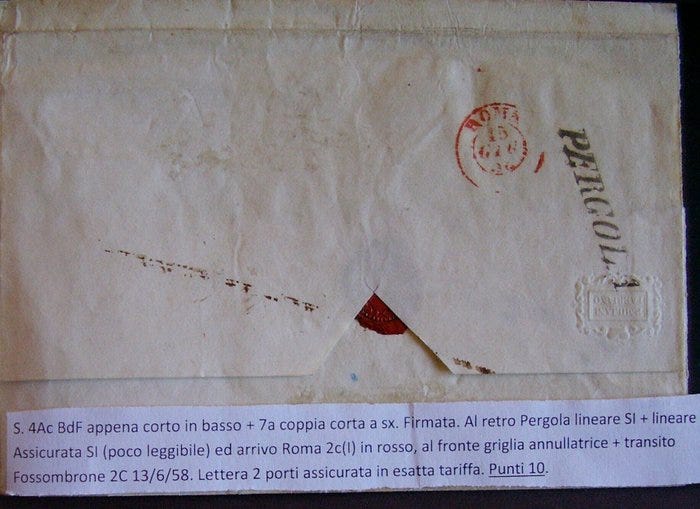 ROMA
15
PERGOLA
S. 4Ac BdF appena corto in basso + 7a coppia corta a sx. Firmata. Al retro Pergola lineare SI + lineare
Assicurata SI (poco leggibile) ed arrivo Roma 2c(I) in rosso, al fronte griglia annullatrice + transito
Fossombrone 2C 13/6/58. Lettera 2 porti assicurata in esatta tariffa. Punti 10.